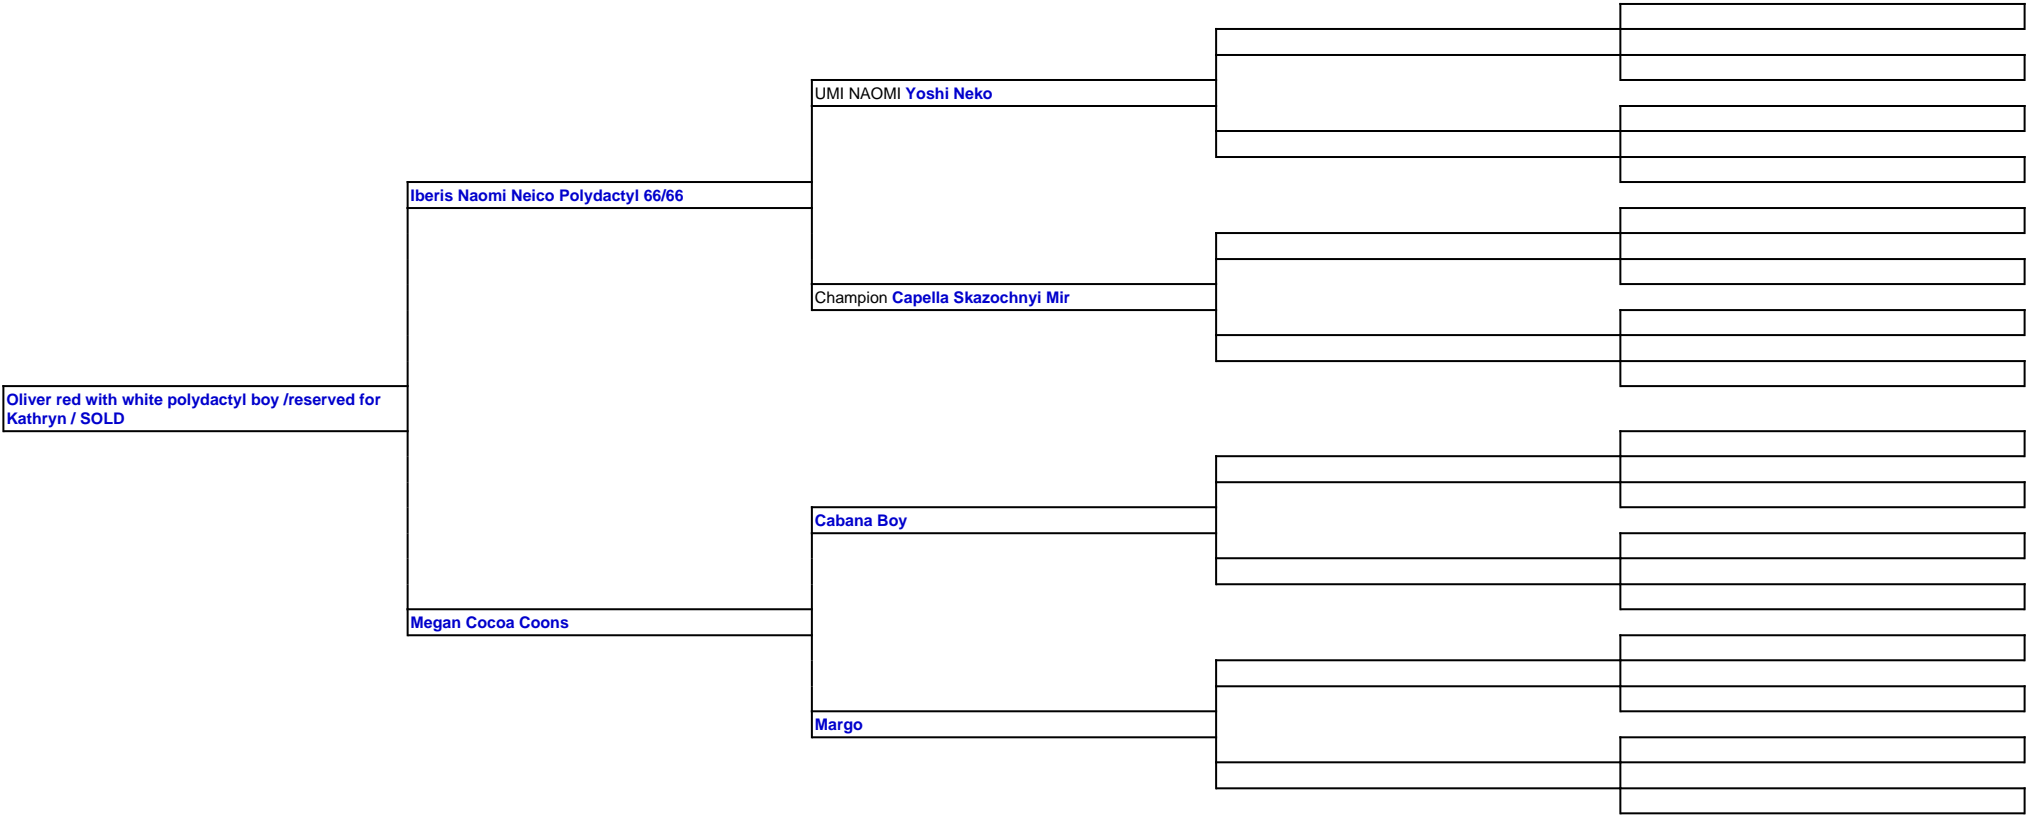 UMI NAOMI Yoshi Neko
Iberis Naomi Neico Polydactyl 66/66
Champion Capella Skazochnyi Mir
Oliver red with white polydactyl boy /reserved for
Kathryn / SOLD
Cabana Boy
Megan Cocoa Coons
Margo